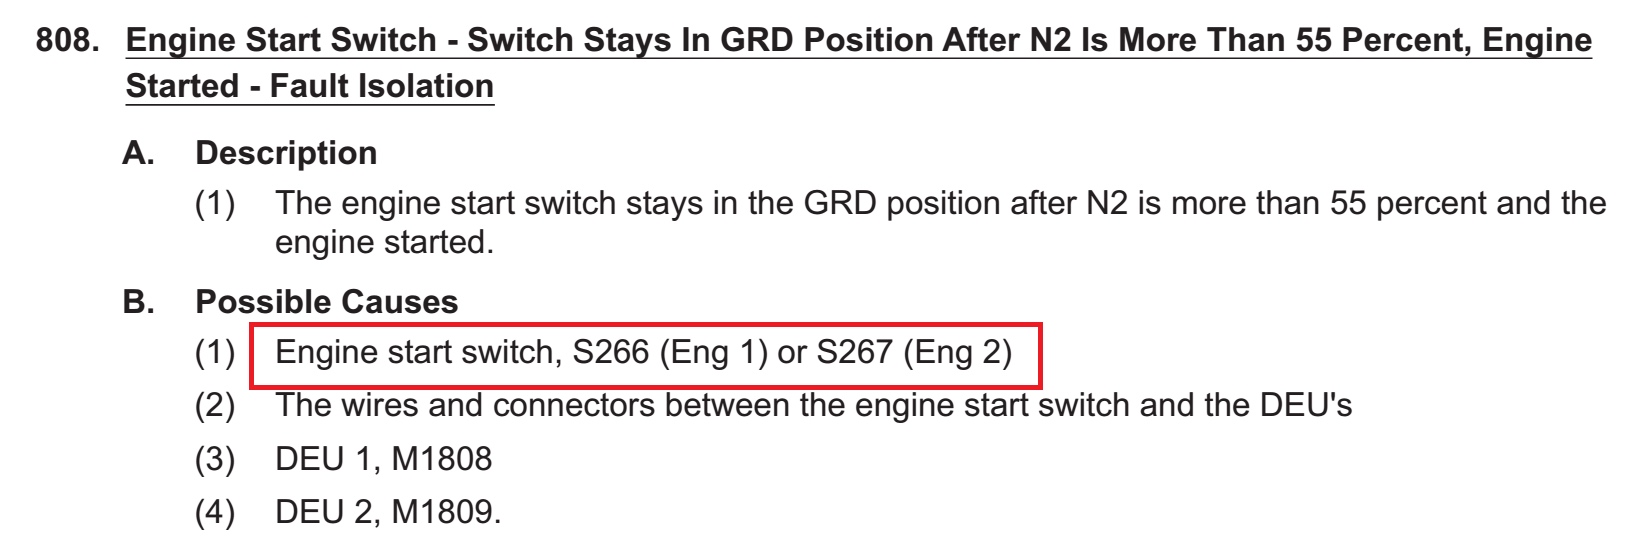 808. Engine Start Switch - Switch Stays In GRD Position After N2 Is More Than 55 Percent, Engine
Started - Fault Isolation
A. Description
(1) The engine start switch stays in the GRD position after N2 is more than 55 percent and the
engine started.
B. Possible Causes
(1) Engine start switch, S266 (Eng 1) or S267 (Eng 2)
(2) The wires and connectors between the engine start switch and the DEU's
(3) DEU 1, M1808
(4) DEU 2, M1809.